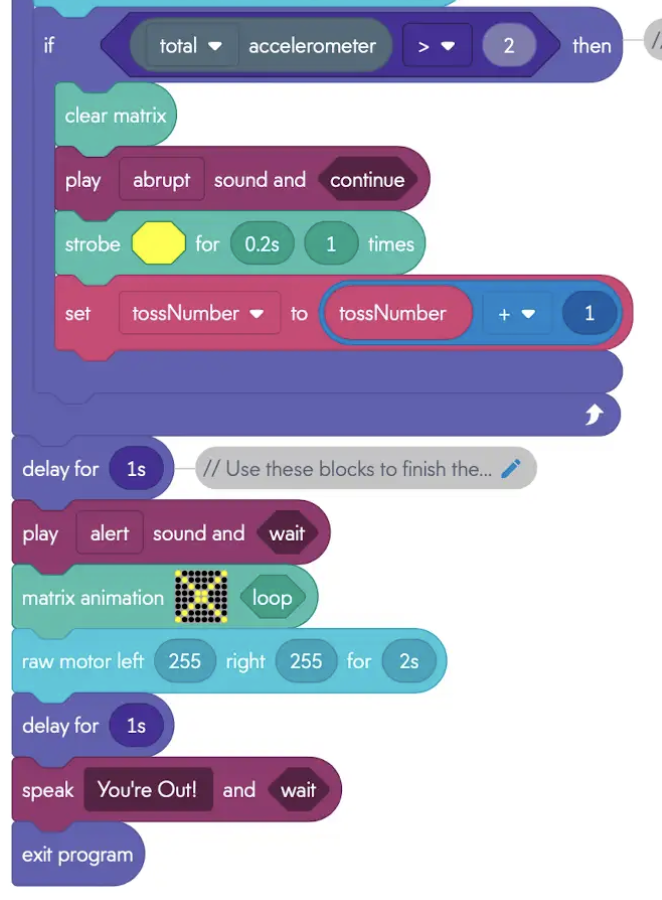 if total accelerometer > 2 then //
clear matrix
play abrupt sound and continue
strobe for 0.2s 1 times
set tossNumber to tossNumber + 1
delay for 1s // Use these blocks to finish the...
play alert sound and wait
matrix animation loop
raw motor left 255 right 255 for 2s
delay for 1s
speak You're Out! and wait
exit program